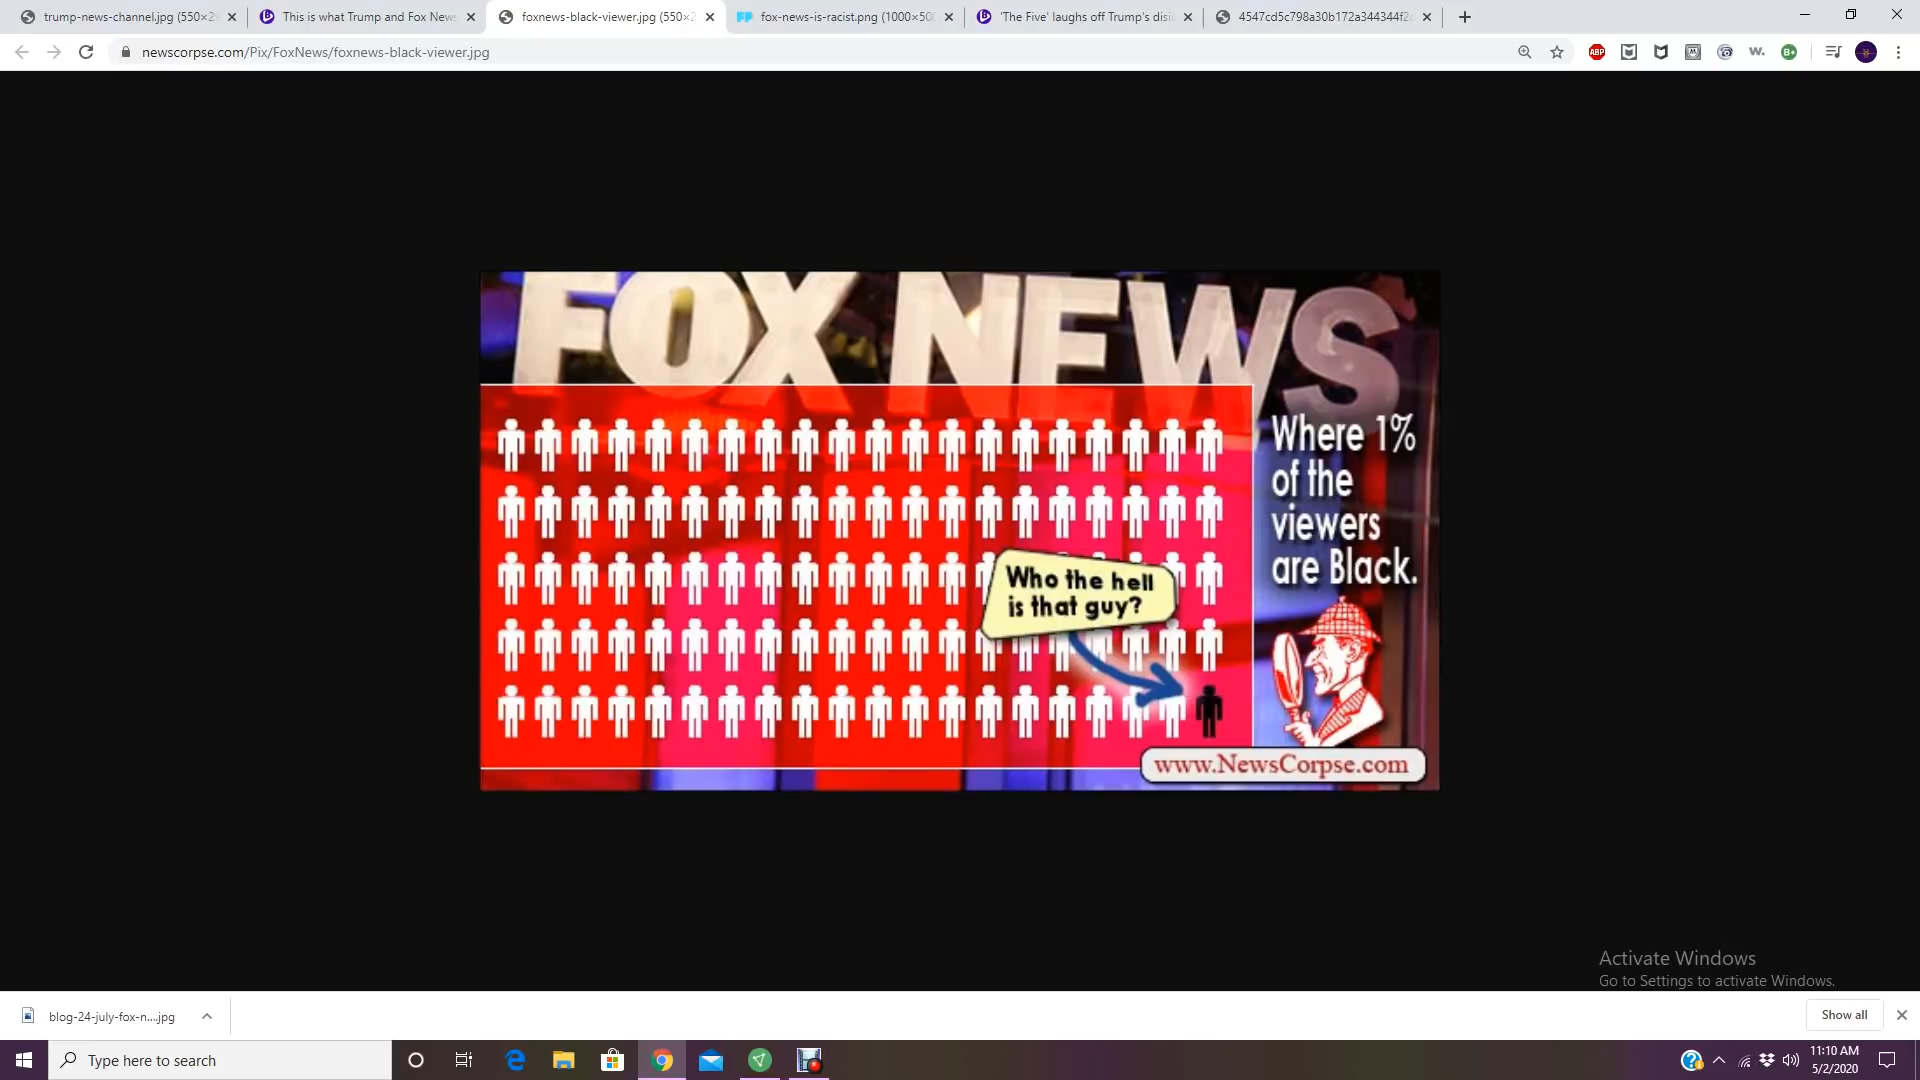 trump-news-channel.jpg (550×29
This is what Trump and Fox News
foxnews-black-viewer.jpg (550×2
fox-news-is-racist.png (1000×500
'The Five' laughs off Trump's disi
4547cd5c798a30b172a344344f2c
newscorpse.com/Pix/FoxNews/foxnews-black-viewer.jpg
ABP
W.
B+
FOX NEWS
Where 1%
of the
viewers
are Black.
Who the hell
is that guy?
www.NewsCorpse.com
Activate Windows
Go to Settings to activate Windows.
blog-24-july-fox-n....jpg
Show all
Type here to search
11:10 AM
5/2/2020